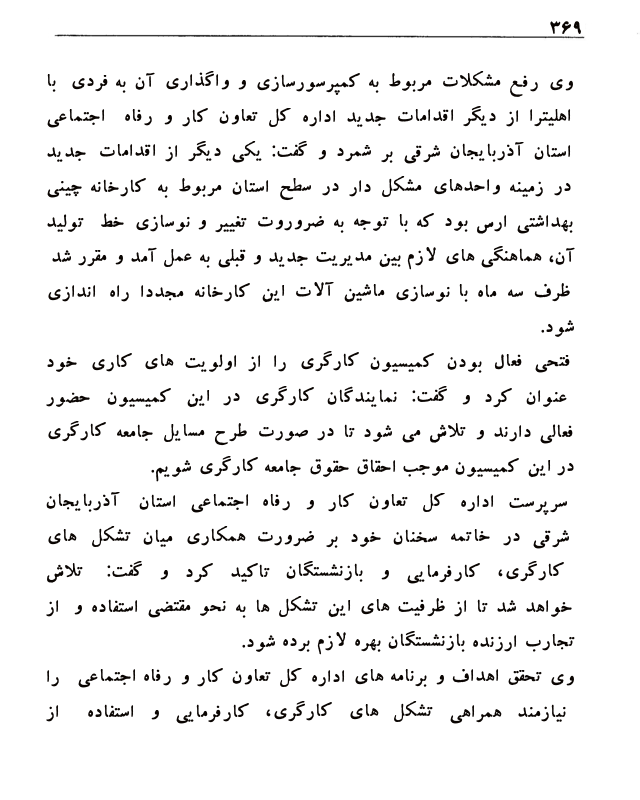 ۳۶۹
وی رفع مشکلات مربوط به کمپرسورسازی و واگذاری آن به فردی با
اهلیترا از دیگر اقدامات جدید اداره کل تعاون کار و رفاه اجتماعی
استان آذربایجان شرقی بر شمرد و گفت: یکی دیگر از اقدامات جدید
در زمینه واحدهای مشکل دار در سطح استان مربوط به کارخانه چینی
بهداشتی ارس بود که با توجه به ضروروت تغییر و نوسازی خط تولید
آن، هماهنگی های لازم بین مدیریت جدید و قبلی به عمل آمد و مقرر شد
ظرف سه ماه با نوسازی ماشین آلات این کارخانه مجددا راه اندازی
شود.
فتحی فعال بودن کمیسیون کارگری را از اولویت های کاری خود
عنوان کرد و گفت: نمایندگان کارگری در این کمیسیون حضور
فعالی دارند و تلاش می شود تا در صورت طرح مسایل جامعه کارگری
در این کمیسیون موجب احقاق حقوق جامعه کارگری شویم.
سرپرست اداره کل تعاون کار و رفاه اجتماعی استان آذربایجان
شرقی در خاتمه سخنان خود بر ضرورت همکاری میان تشکل های
کارگری، کارفرمایی و بازنشستگان تاکید کرد و گفت: تلاش
خواهد شد تا از ظرفیت های این تشکل ها به نحو مقتضی استفاده و از
تجارب ارزنده بازنشستگان بهره لازم برده شود.
وی تحقق اهداف و برنامه های اداره کل تعاون کار و رفاه اجتماعی را
نیازمند همراهی تشکل های کارگری، کارفرمایی و استفاده از